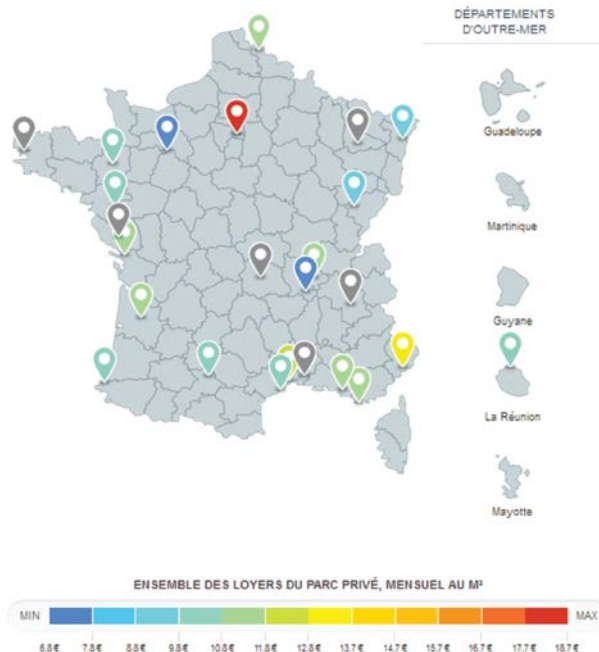 DÉPARTEMENTS
D'OUTRE-MER
Guadeloupe
Martinique
Guyane
La Réunion
Mayotte
ENSEMBLE DES LOYERS DU PARC PRIVÉ, MENSUEL AU M²
MIN MAX
6.8 € 7.8 € 8.8 € 9.8 € 10.8 € 11.8 € 12.8 € 13.7 € 14.7 € 15.7 € 16.7 € 17.7 € 18.7 €